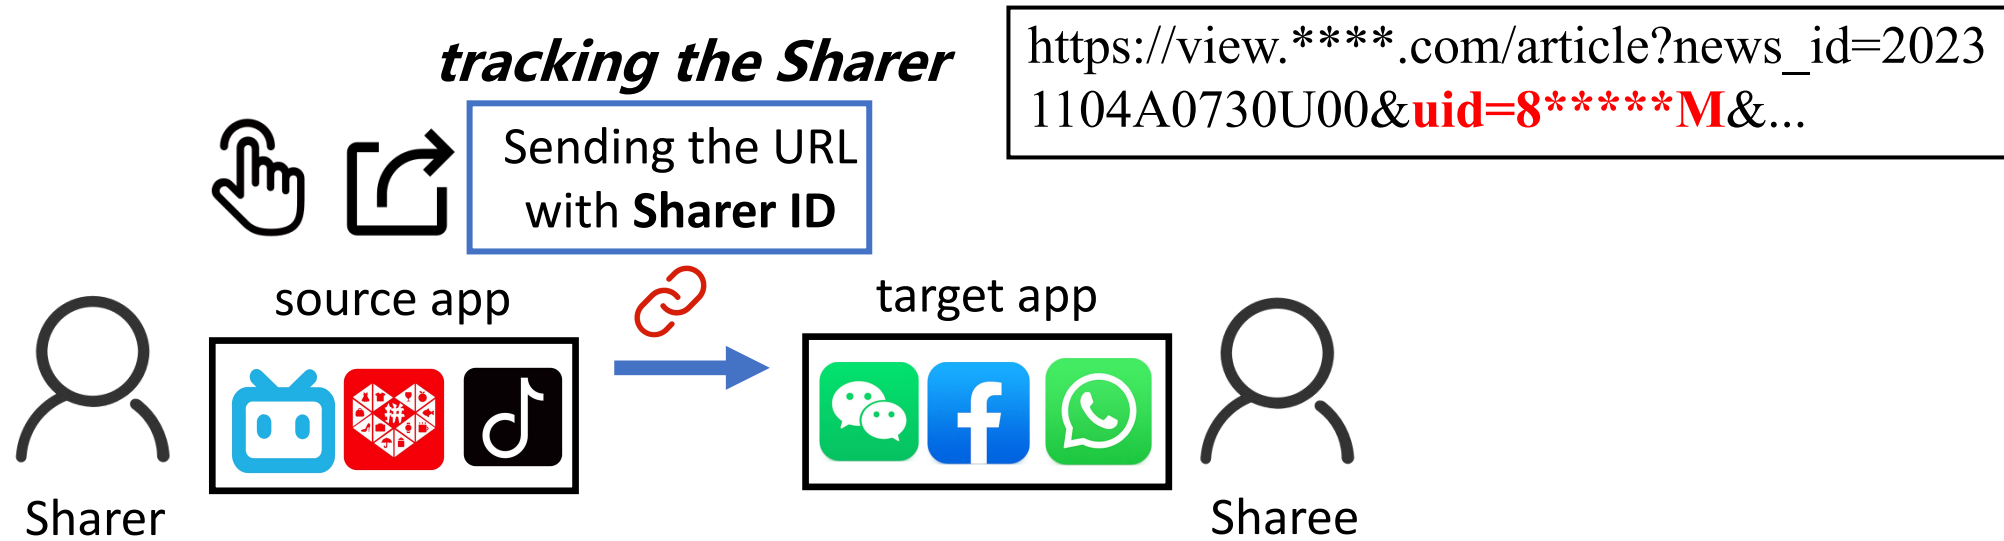 tracking the Sharer
https://view.****.com/article?news_id=2023
1104A0730U00&uid=8*****M&...
Sending the URL
with Sharer ID
source app
target app
Sharer
Sharee